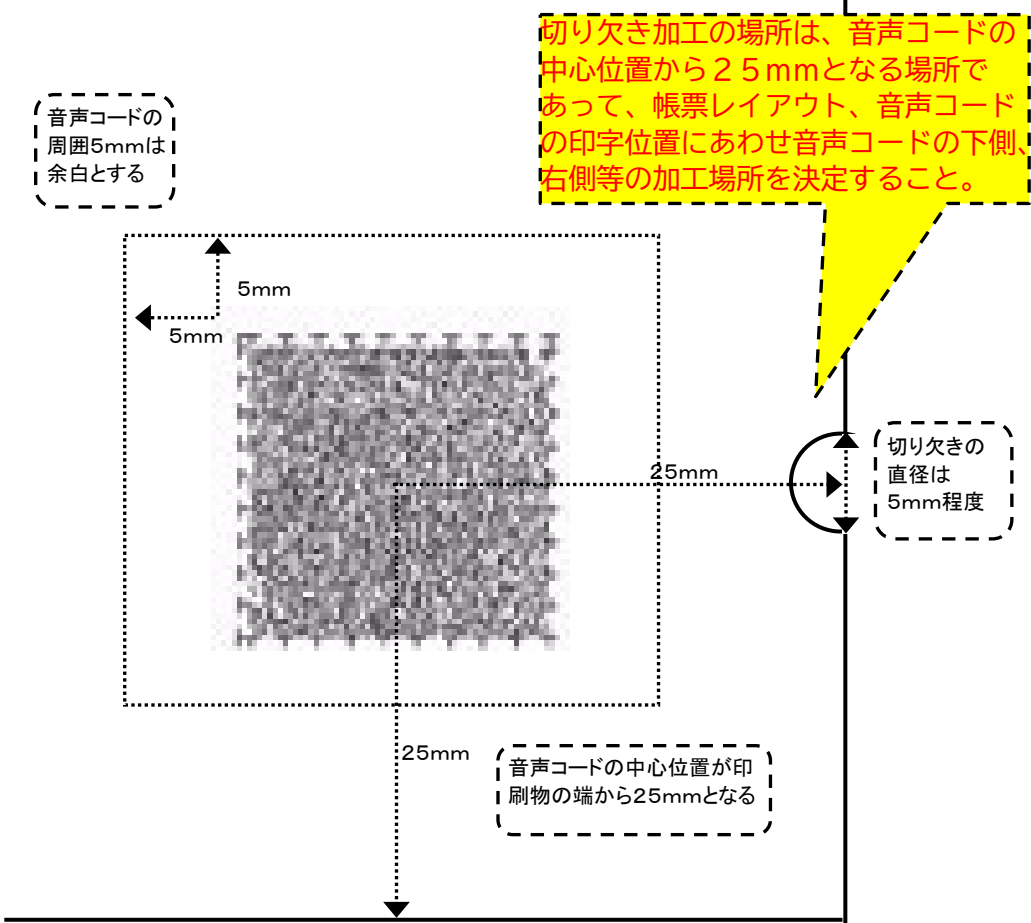 切り欠き加工の場所は、音声コードの
中心位置から２５ｍｍとなる場所で
あって、帳票レイアウト、音声コード
の印字位置にあわせ音声コードの下側、
右側等の加工場所を決定すること。
音声コードの
周囲5mmは
余白とする
5mm
5mm
25mm
切り欠きの
直径は
5mm程度
25mm
音声コードの中心位置が印
刷物の端から25mmとなる